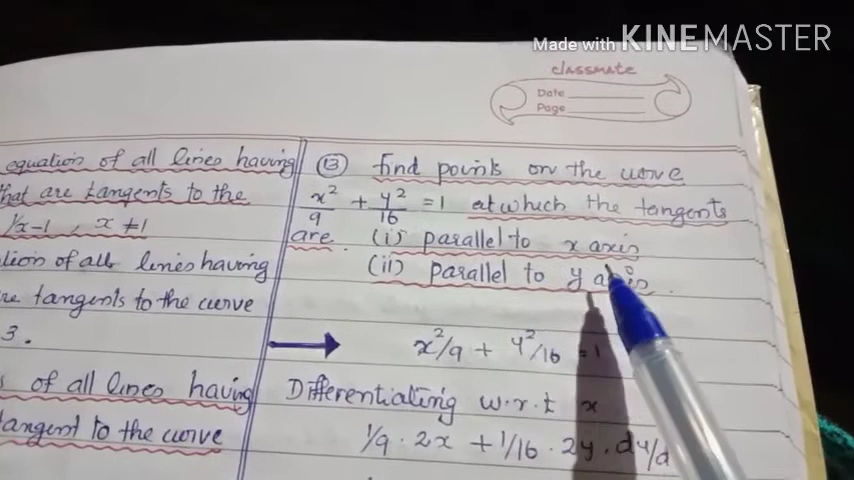 Made with KINEMASTER
classmate
Date
Page
equation of all lines having
that are tangents to the
1/x-1 , x ≠ 1
of all lines having
tangents to the curve
3.
of all lines having
tangent to the curve
(13) find points on the curve
x²/9 + y²/16 = 1 at which the tangents
are. (i) parallel to x axis
(ii) parallel to y axis.
x²/9 + y²/16 = 1
Differentiating w.r.t x
1/9 · 2x + 1/16 · 2y · dy/d